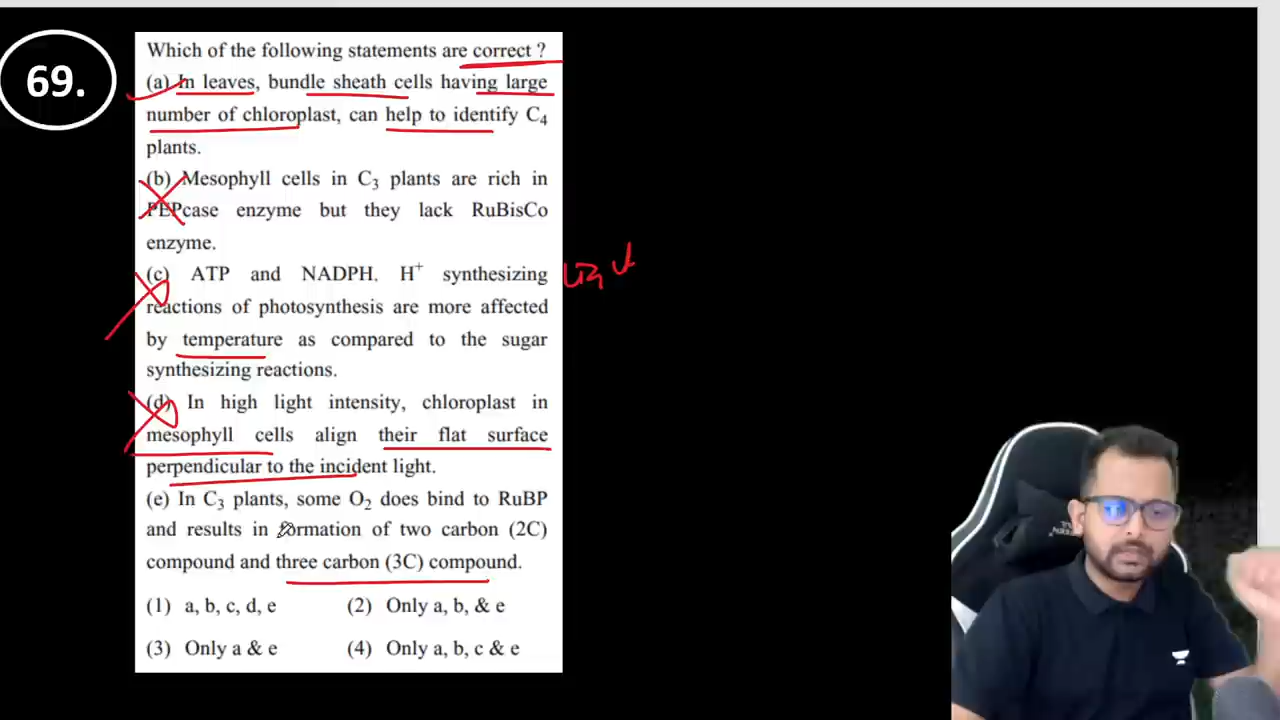 69.
Which of the following statements are correct ?
(a) In leaves, bundle sheath cells having large
number of chloroplast, can help to identify C₄
plants.
(b) Mesophyll cells in C₃ plants are rich in
PEPcase enzyme but they lack RuBisCo
enzyme.
(c) ATP and NADPH. H⁺ synthesizing
reactions of photosynthesis are more affected
by temperature as compared to the sugar
synthesizing reactions.
(d) In high light intensity, chloroplast in
mesophyll cells align their flat surface
perpendicular to the incident light.
(e) In C₃ plants, some O₂ does bind to RuBP
and results in formation of two carbon (2C)
compound and three carbon (3C) compound.
(1) a, b, c, d, e (2) Only a, b, & e
(3) Only a & e (4) Only a, b, c & e